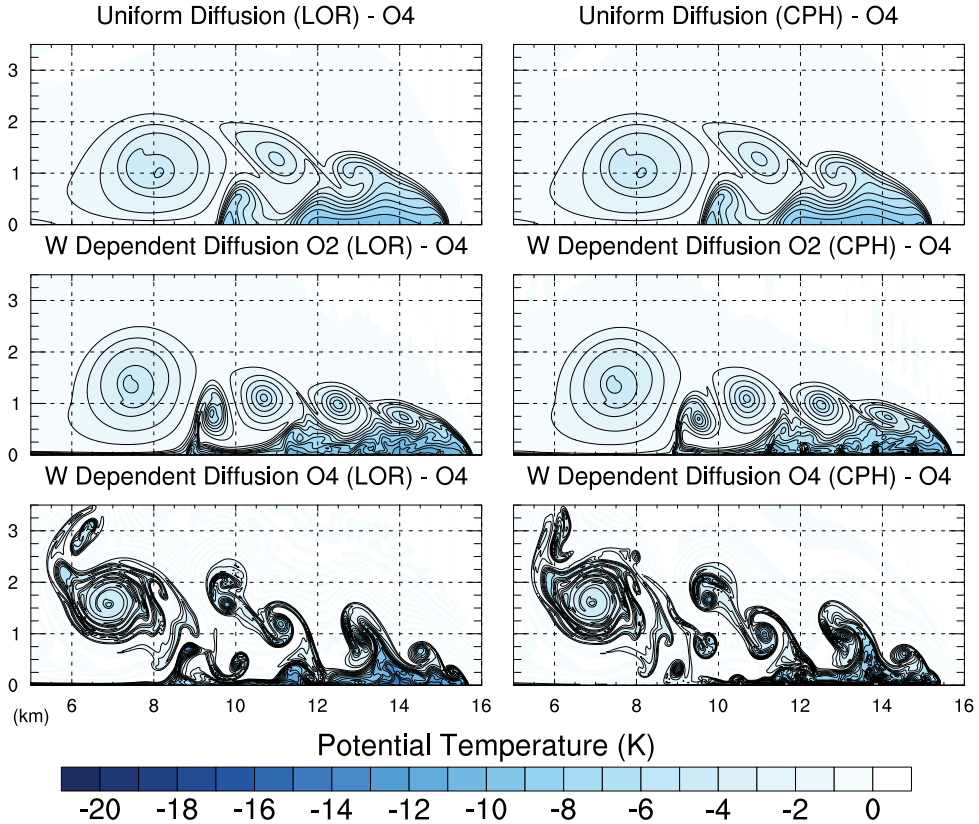 Uniform Diffusion (LOR) - O4 Uniform Diffusion (CPH) - O4
3
2
1
0
W Dependent Diffusion O2 (LOR) - O4 W Dependent Diffusion O2 (CPH) - O4
3
2
1
0
W Dependent Diffusion O4 (LOR) - O4 W Dependent Diffusion O4 (CPH) - O4
3
2
1
0
(km) 6 8 10 12 14 16 6 8 10 12 14 16
Potential Temperature (K)
-20 -18 -16 -14 -12 -10 -8 -6 -4 -2 0